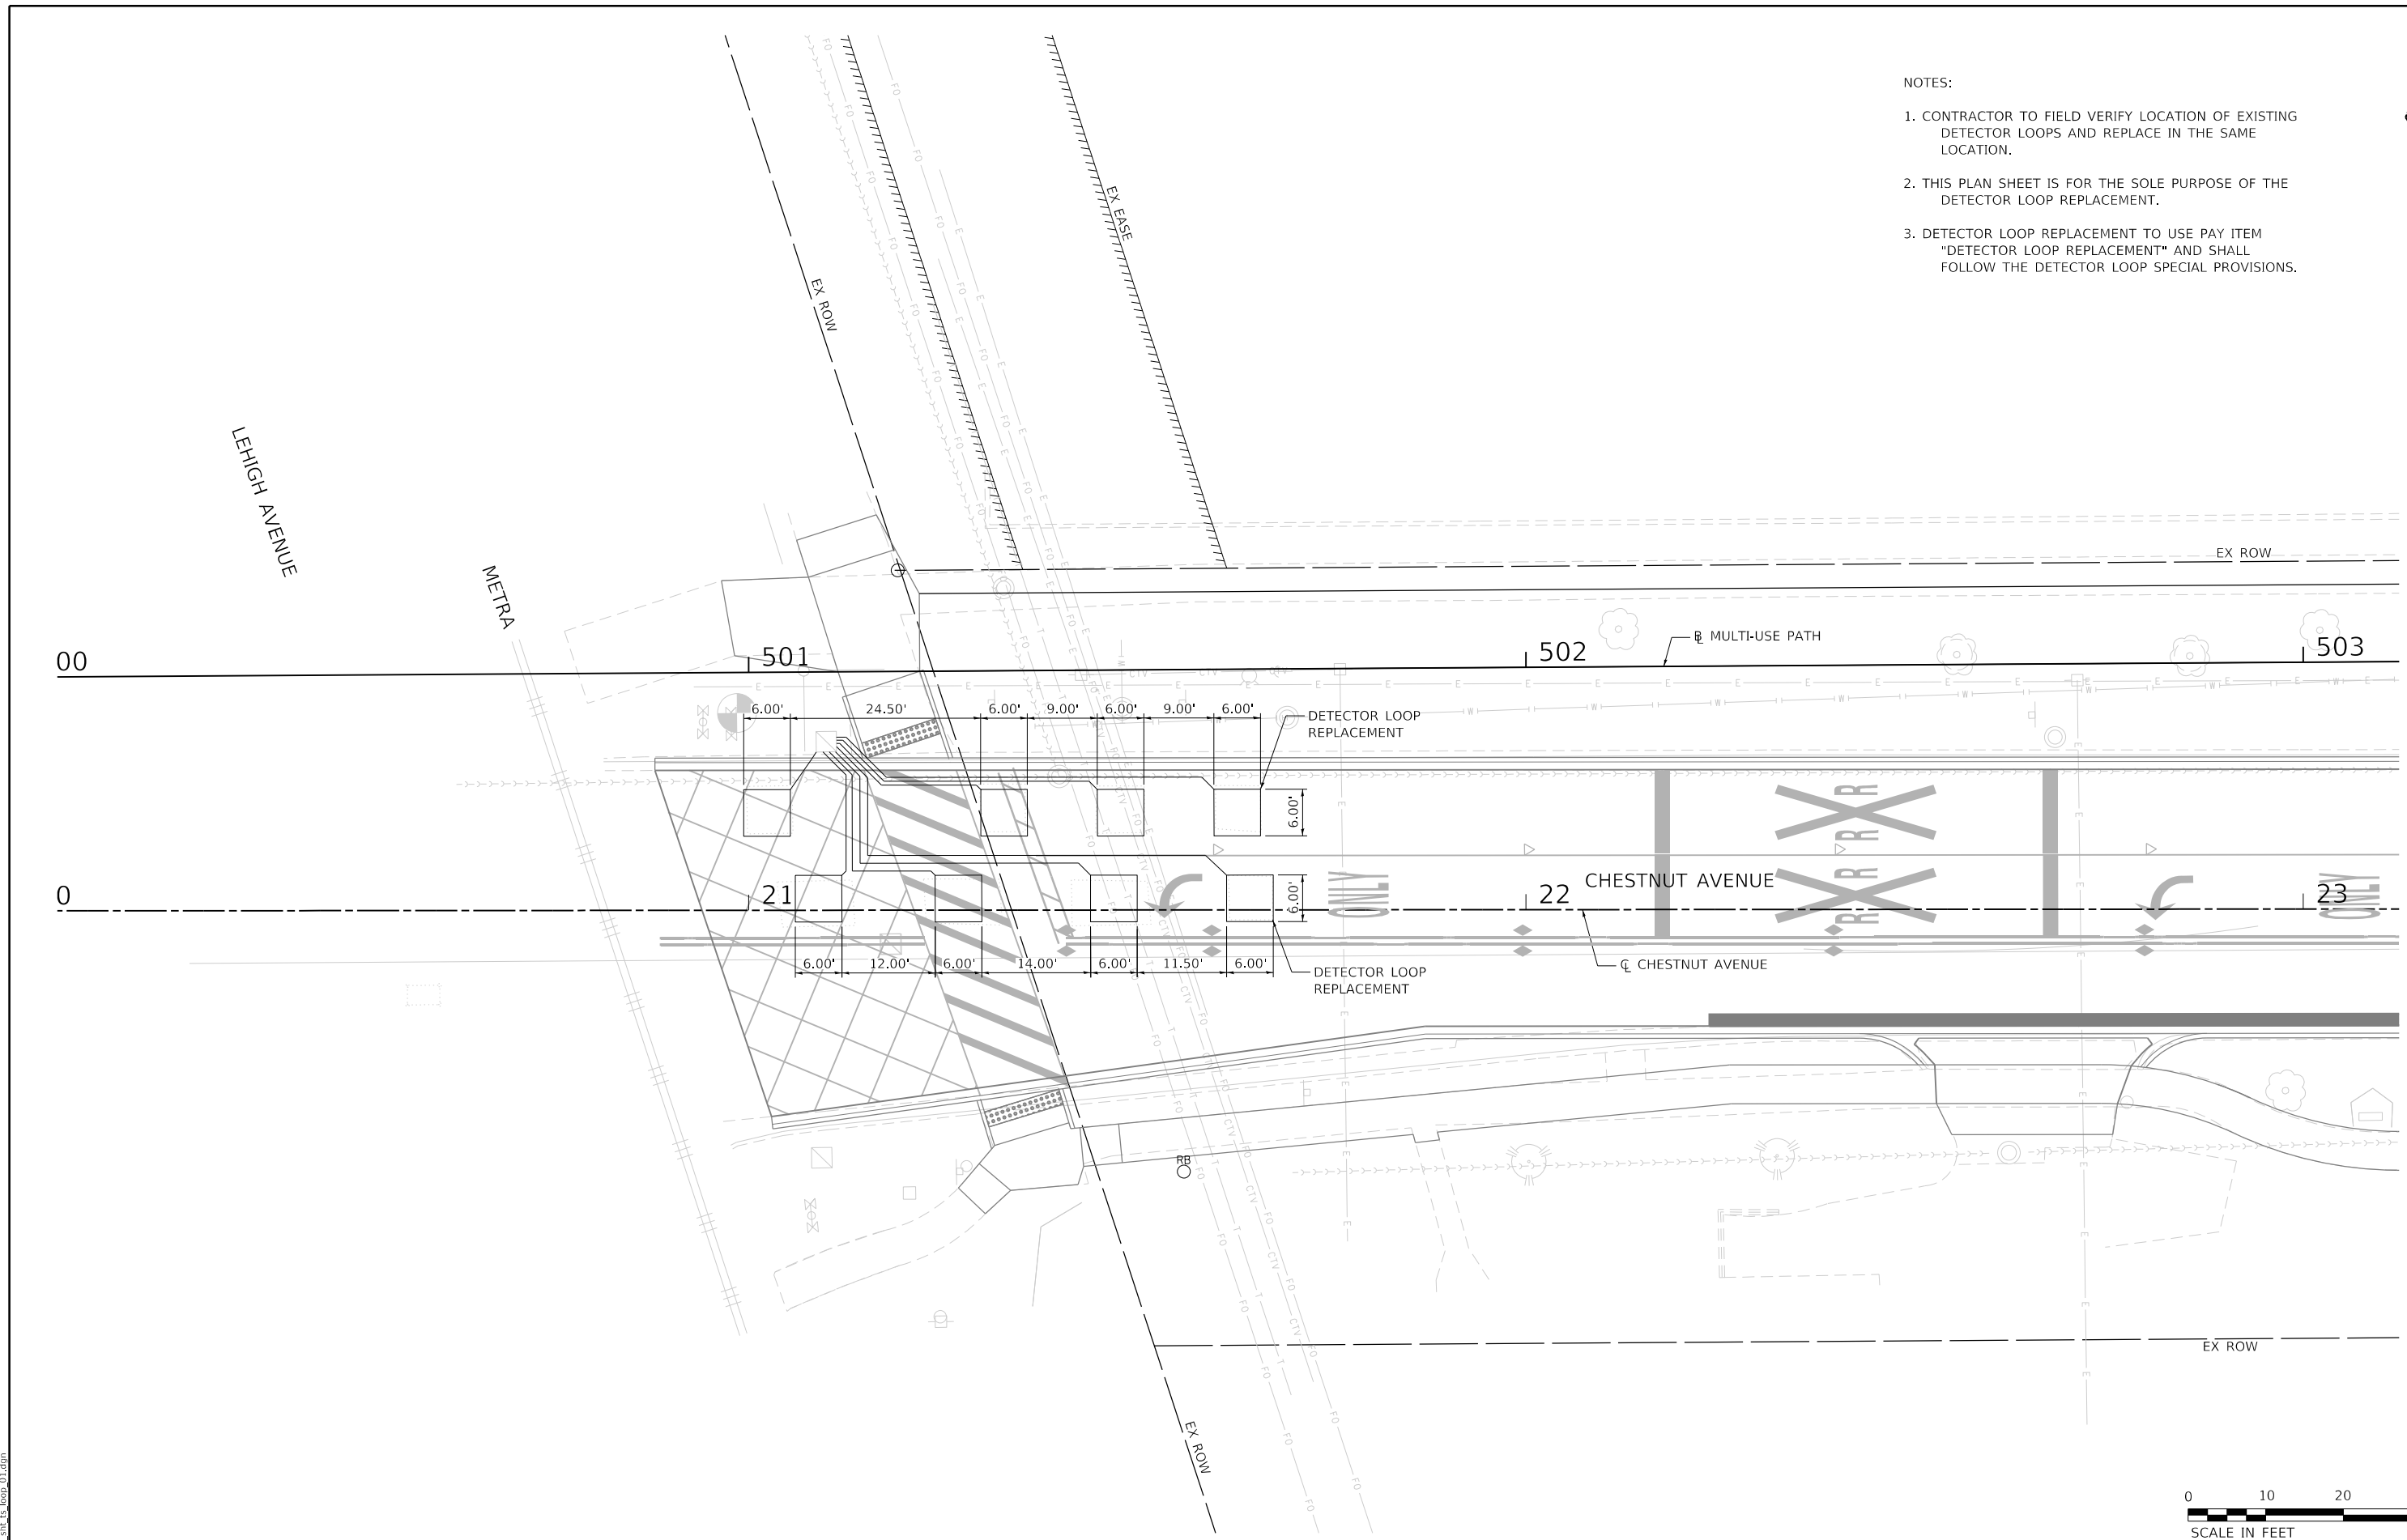 NOTES:
1. CONTRACTOR TO FIELD VERIFY LOCATION OF EXISTING
DETECTOR LOOPS AND REPLACE IN THE SAME
LOCATION.
2. THIS PLAN SHEET IS FOR THE SOLE PURPOSE OF THE
DETECTOR LOOP REPLACEMENT.
3. DETECTOR LOOP REPLACEMENT TO USE PAY ITEM
"DETECTOR LOOP REPLACEMENT" AND SHALL
FOLLOW THE DETECTOR LOOP SPECIAL PROVISIONS.
EX EASE
EX ROW
LEHIGH AVENUE
METRA
EX ROW
00
501
502
503
℄ MULTI-USE PATH
6.00' 24.50' 6.00' 9.00' 6.00' 9.00' 6.00'
DETECTOR LOOP
REPLACEMENT
6.00'
R R
R R
0
21
22
23
CHESTNUT AVENUE
ONLY
ONLY
6.00'
6.00' 12.00' 6.00' 14.00' 6.00' 11.50' 6.00'
DETECTOR LOOP
REPLACEMENT
℄ CHESTNUT AVENUE
RB
EX ROW
EX ROW
0 10 20
SCALE IN FEET
sht_ts_loop_01.dgn